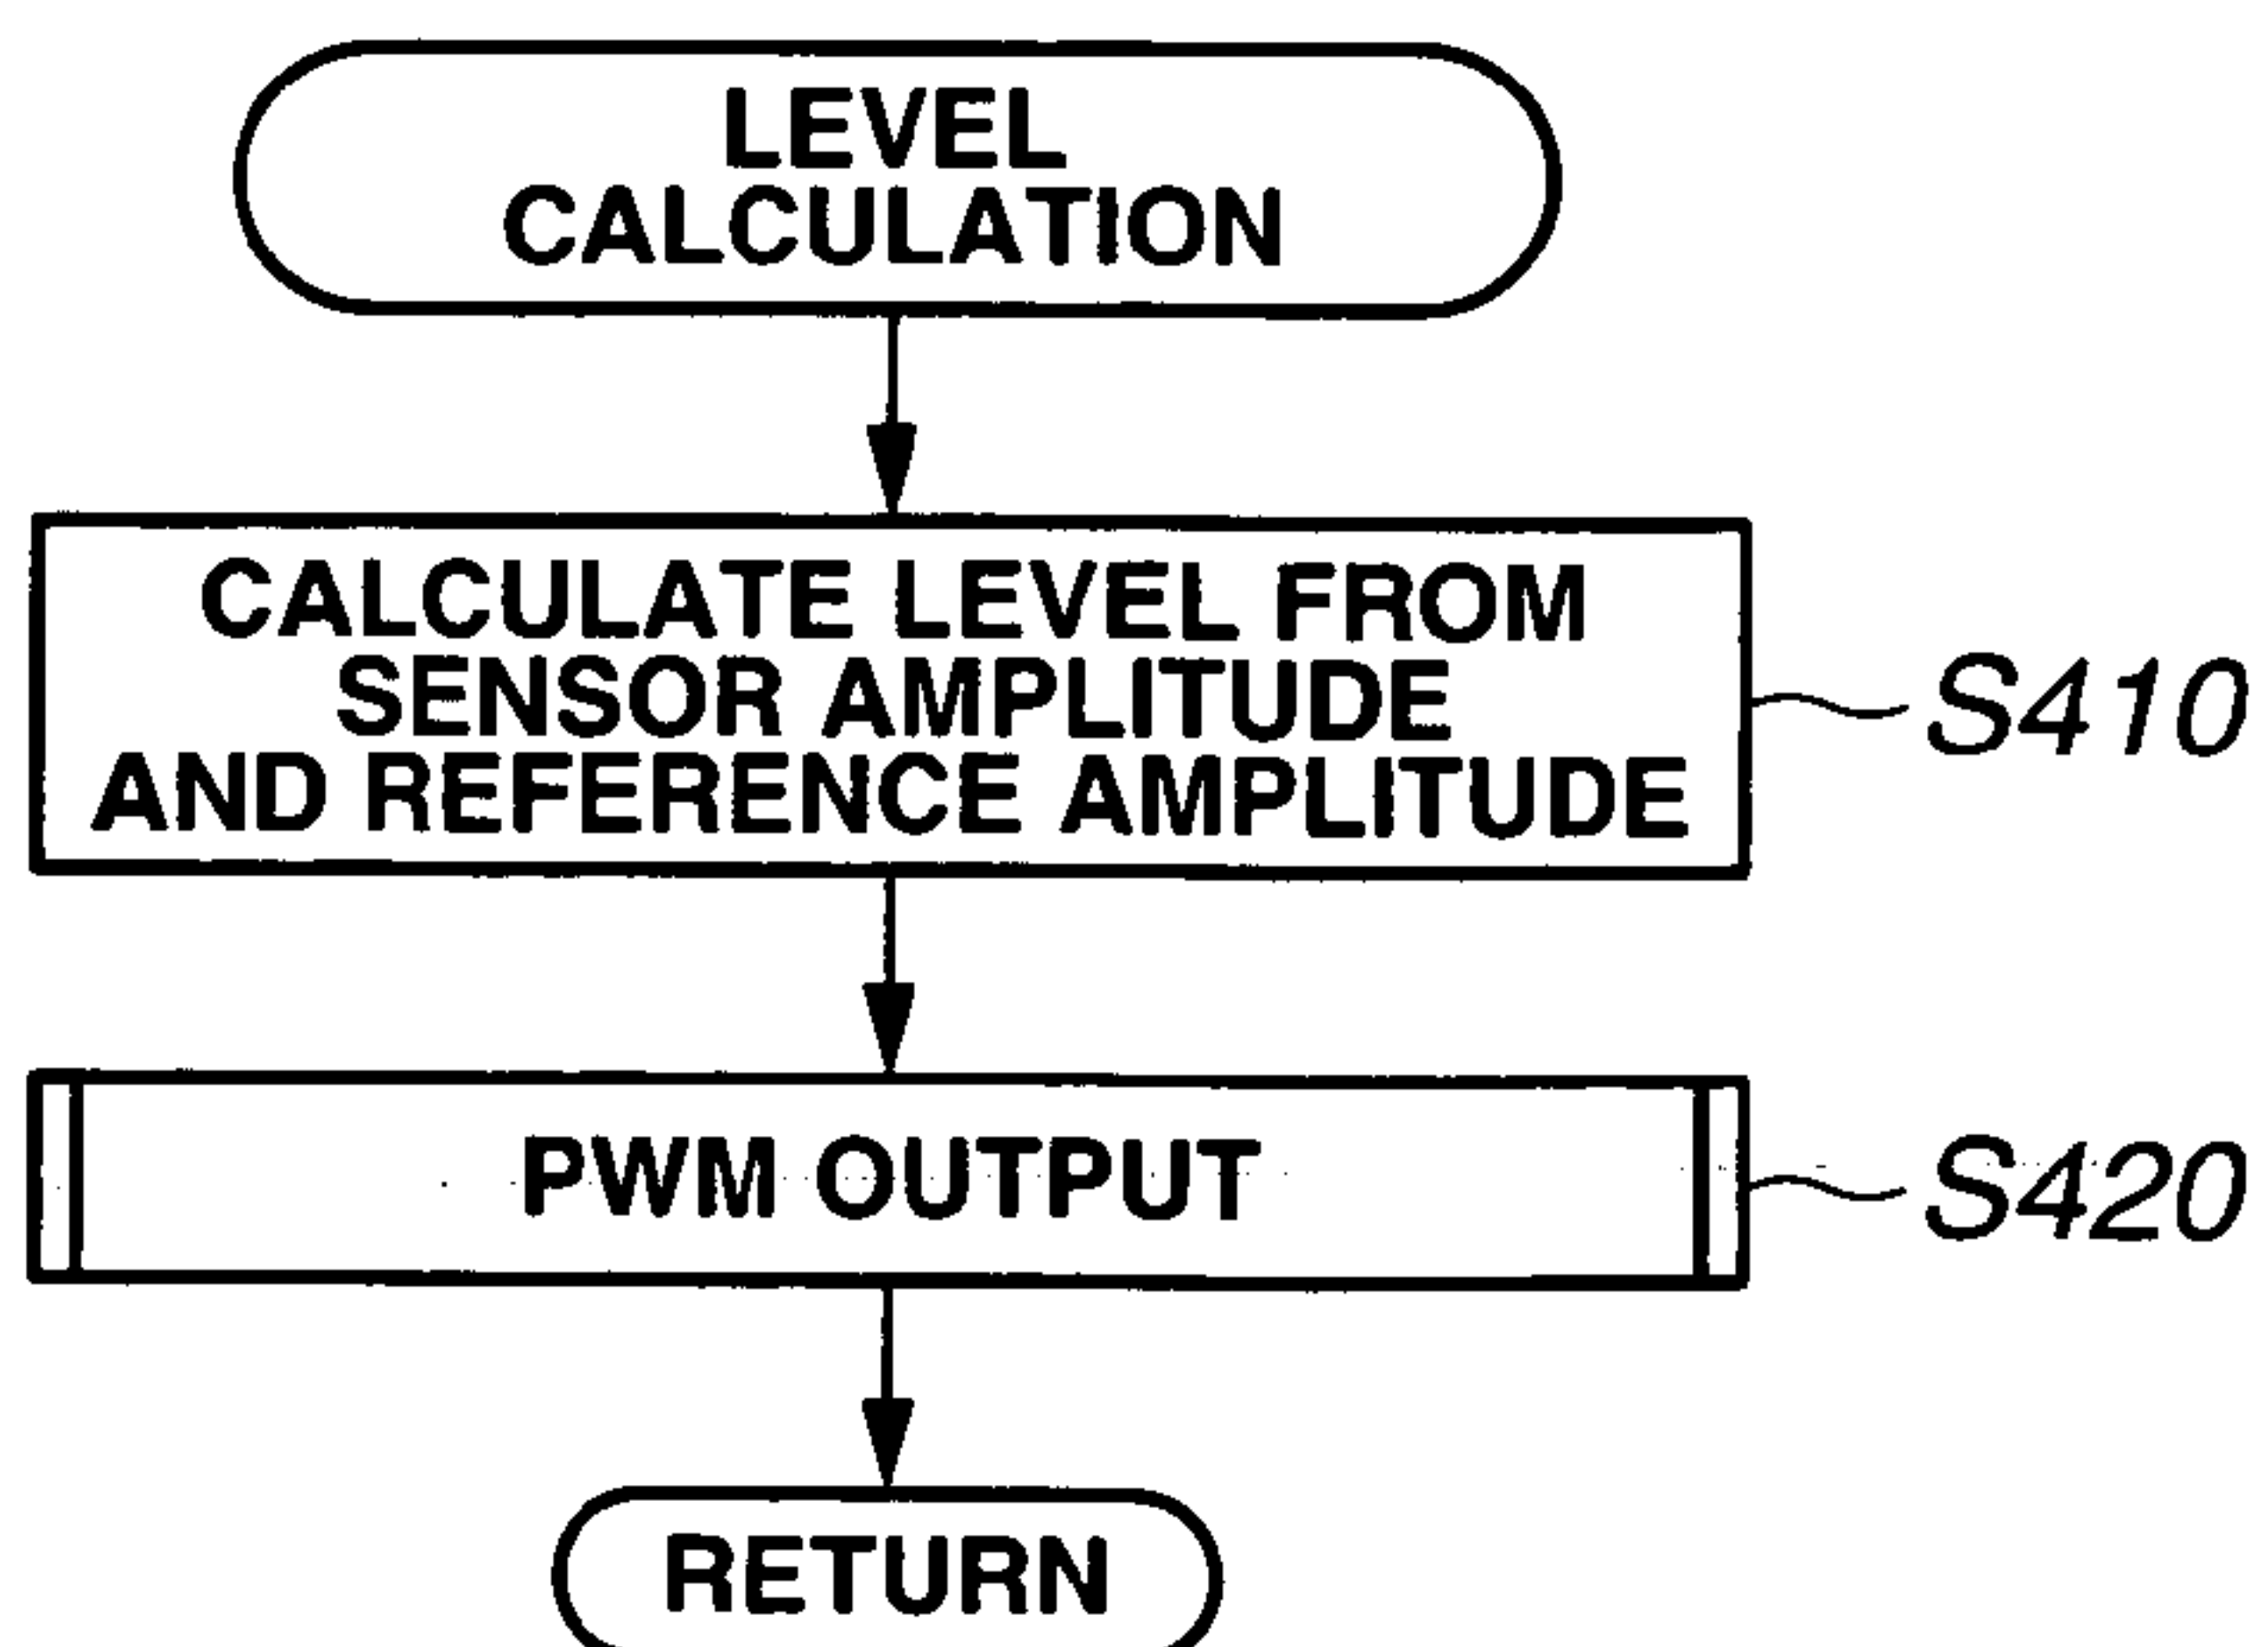 LEVEL
CALCULATION
CALCULATE LEVEL FROM
SENSOR AMPLITUDE
AND REFERENCE AMPLITUDE
S410
PWM OUTPUT
S420
RETURN